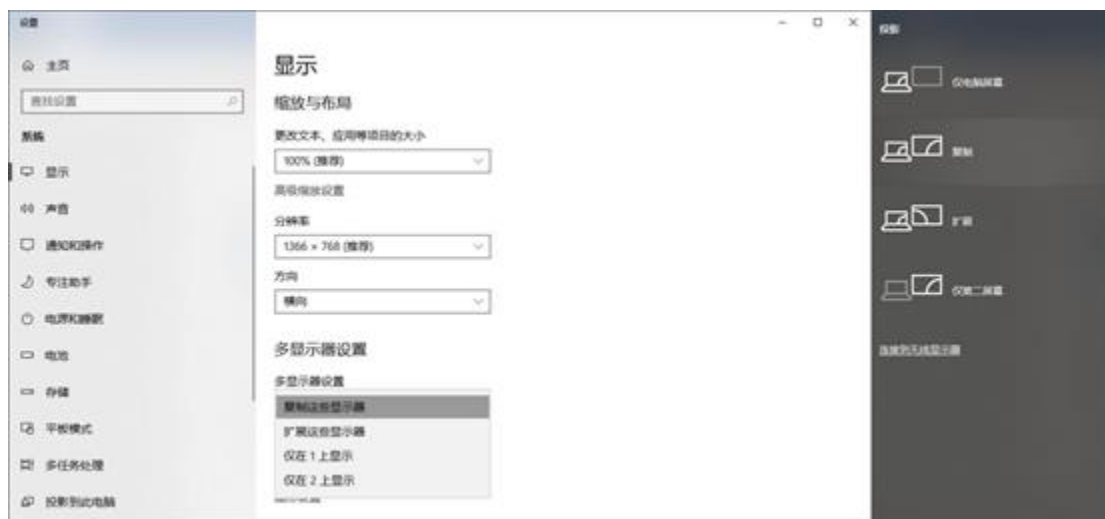 设置
主页
查找设置
系统
显示
声音
通知和操作
专注助手
电源和睡眠
电池
存储
平板模式
多任务处理
投影到此电脑
显示
缩放与布局
更改文本、应用等项目的大小
100% (推荐)
高级缩放设置
分辨率
1366 × 768 (推荐)
方向
横向
多显示器设置
多显示器设置
复制这些显示器
扩展这些显示器
仅在 1 上显示
仅在 2 上显示
投影
仅电脑屏幕
复制
扩展
仅第二屏幕
连接到无线显示器